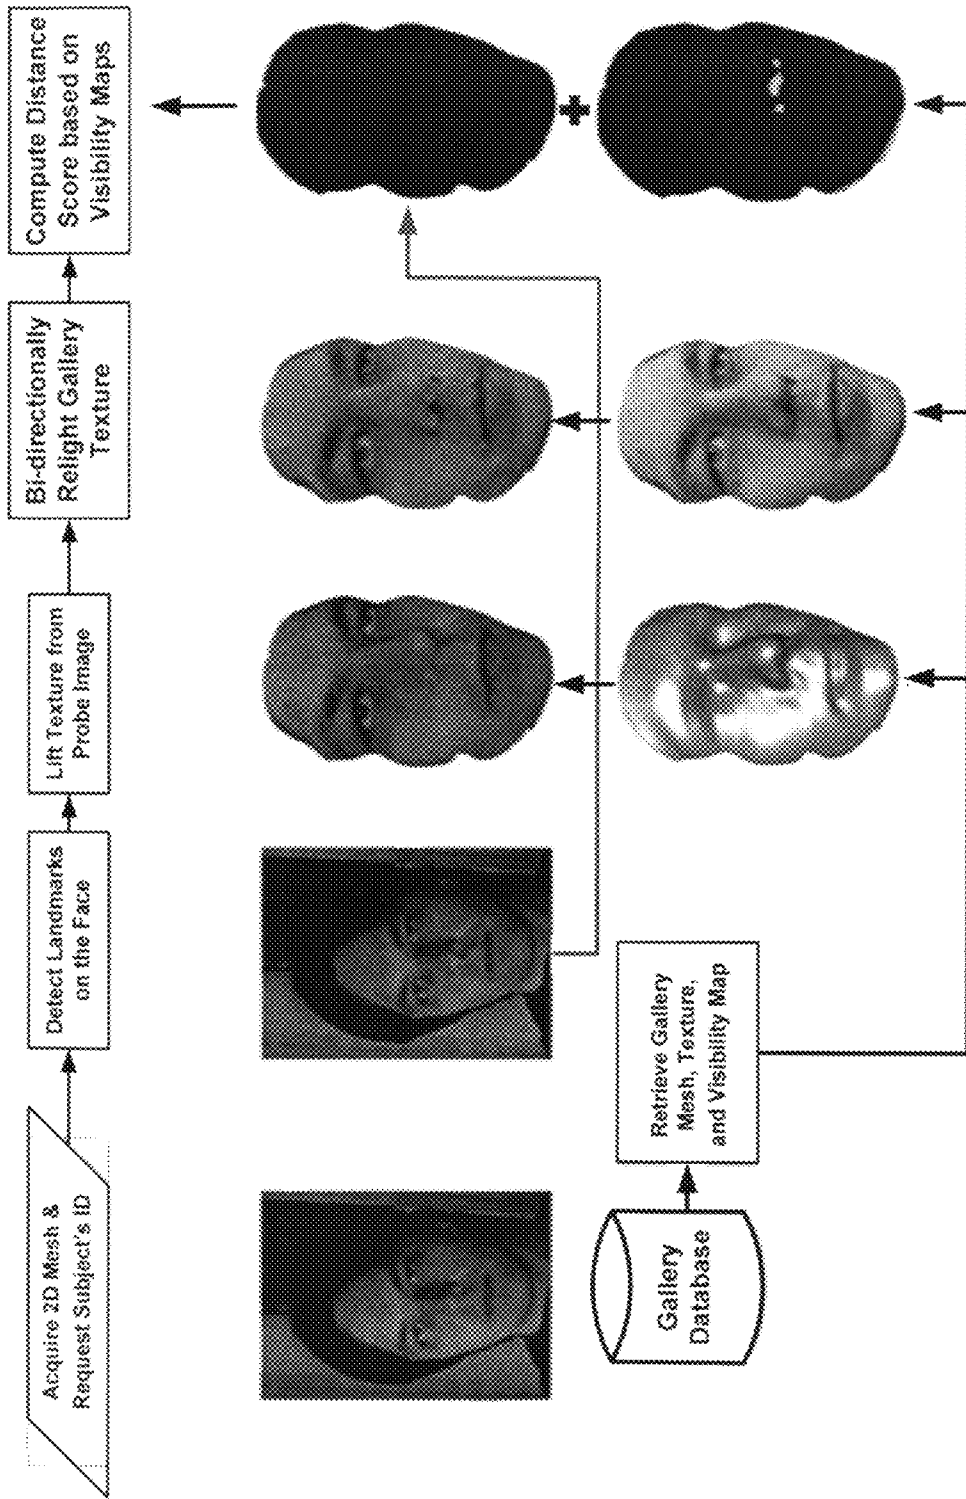 Acquire 2D Mesh &
Request Subject's ID
Detect Landmarks
on the Face
Lift Texture from
Probe Image
Bi-directionally
Relight Gallery
Texture
Compute Distance
Score based on
Visibility Maps
Gallery
Database
Retrieve Gallery
Mesh, Texture,
and Visibility Map